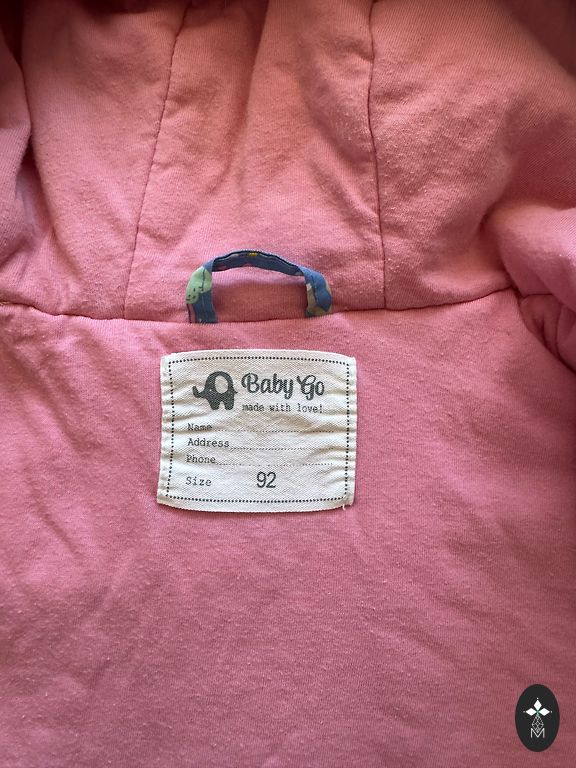 Baby Go
made with love!
Name
Address
Phone
Size 92
M